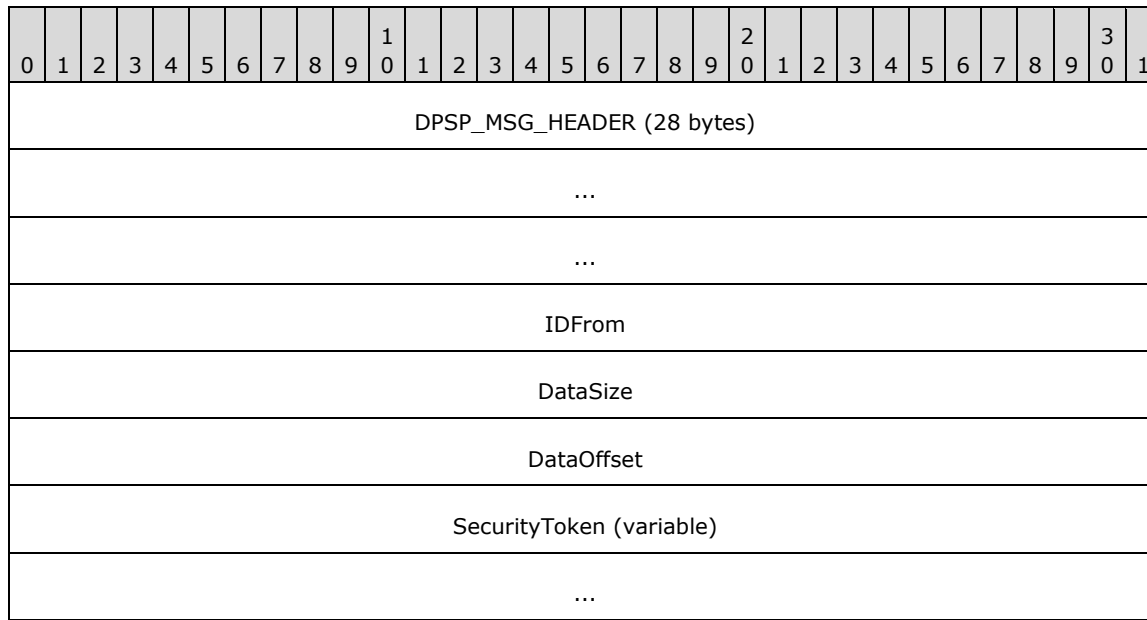 1 2 3
0 1 2 3 4 5 6 7 8 9 0 1 2 3 4 5 6 7 8 9 0 1 2 3 4 5 6 7 8 9 0 1
DPSP_MSG_HEADER (28 bytes)
...
...
IDFrom
DataSize
DataOffset
SecurityToken (variable)
...